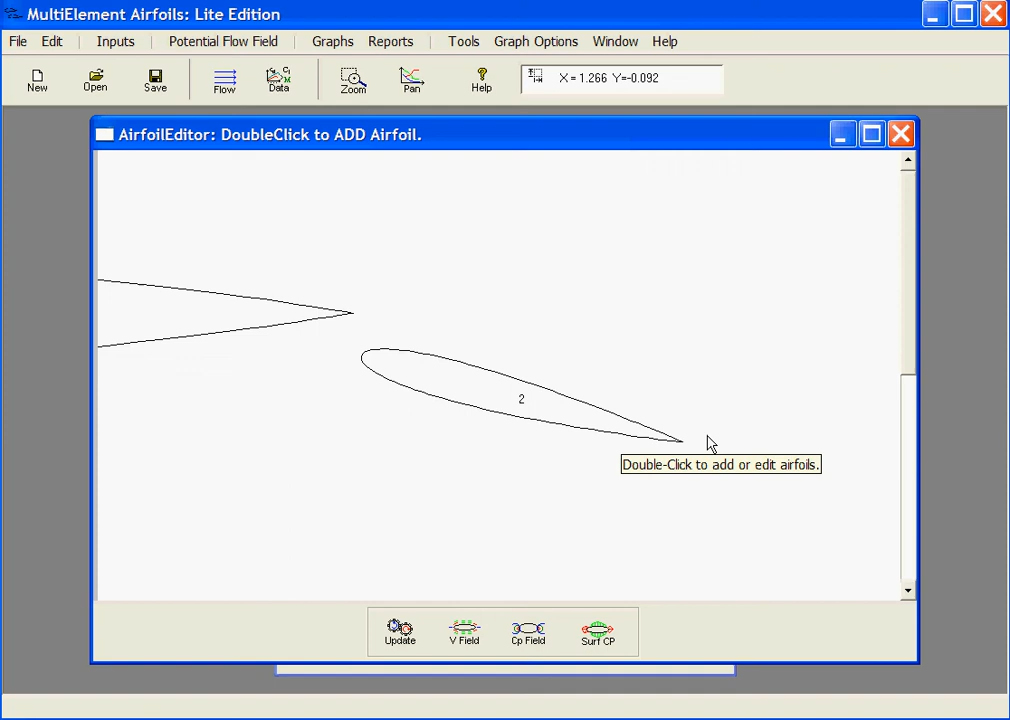 MultiElement Airfoils: Lite Edition
File Edit Inputs Potential Flow Field Graphs Reports Tools Graph Options Window Help
New Open Save Flow Data Zoom Pan Help X = 1.266 Y=-0.092
AirfoilEditor: DoubleClick to ADD Airfoil.
2
Double-Click to add or edit airfoils.
Update V Field Cp Field Surf CP